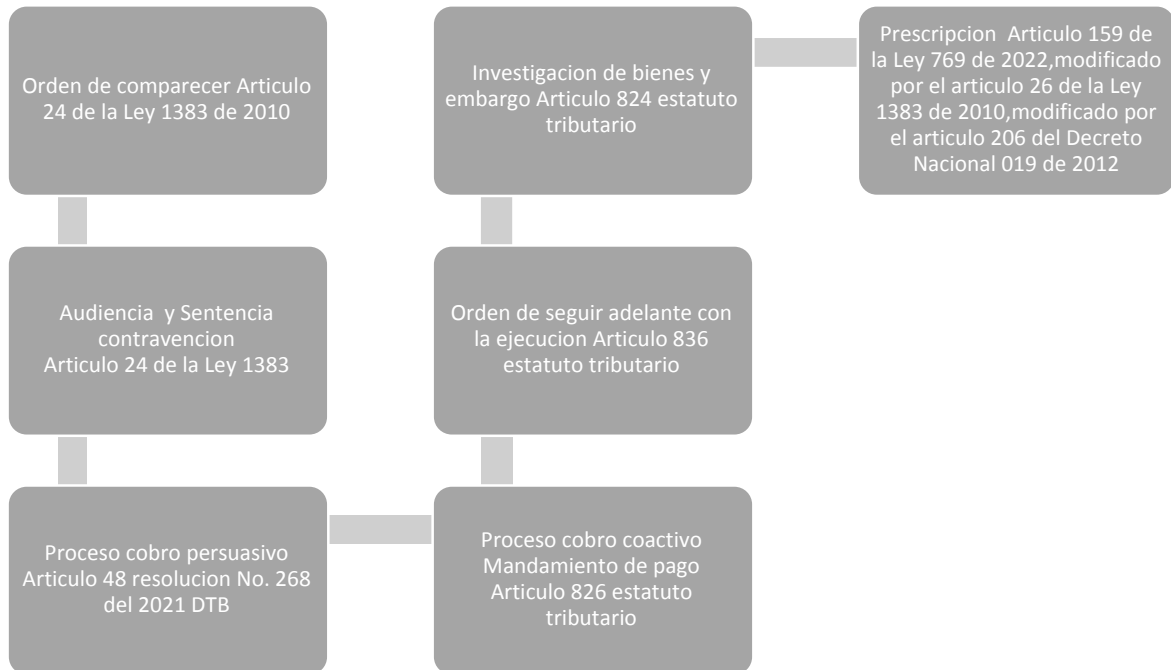 Orden de comparecer Articulo
24 de la Ley 1383 de 2010
Audiencia  y Sentencia
contravencion
Articulo 24 de la Ley 1383
Proceso cobro persuasivo
Articulo 48 resolucion No. 268
del 2021 DTB
Proceso cobro coactivo
Mandamiento de pago
Articulo 826 estatuto
tributario
Orden de seguir adelante con
la ejecucion Articulo 836
estatuto tributario
Investigacion de bienes y
embargo Articulo 824 estatuto
tributario
Prescripcion  Articulo 159 de
la Ley 769 de 2022,modificado
por el articulo 26 de la Ley
1383 de 2010,modificado por
el articulo 206 del Decreto
Nacional 019 de 2012